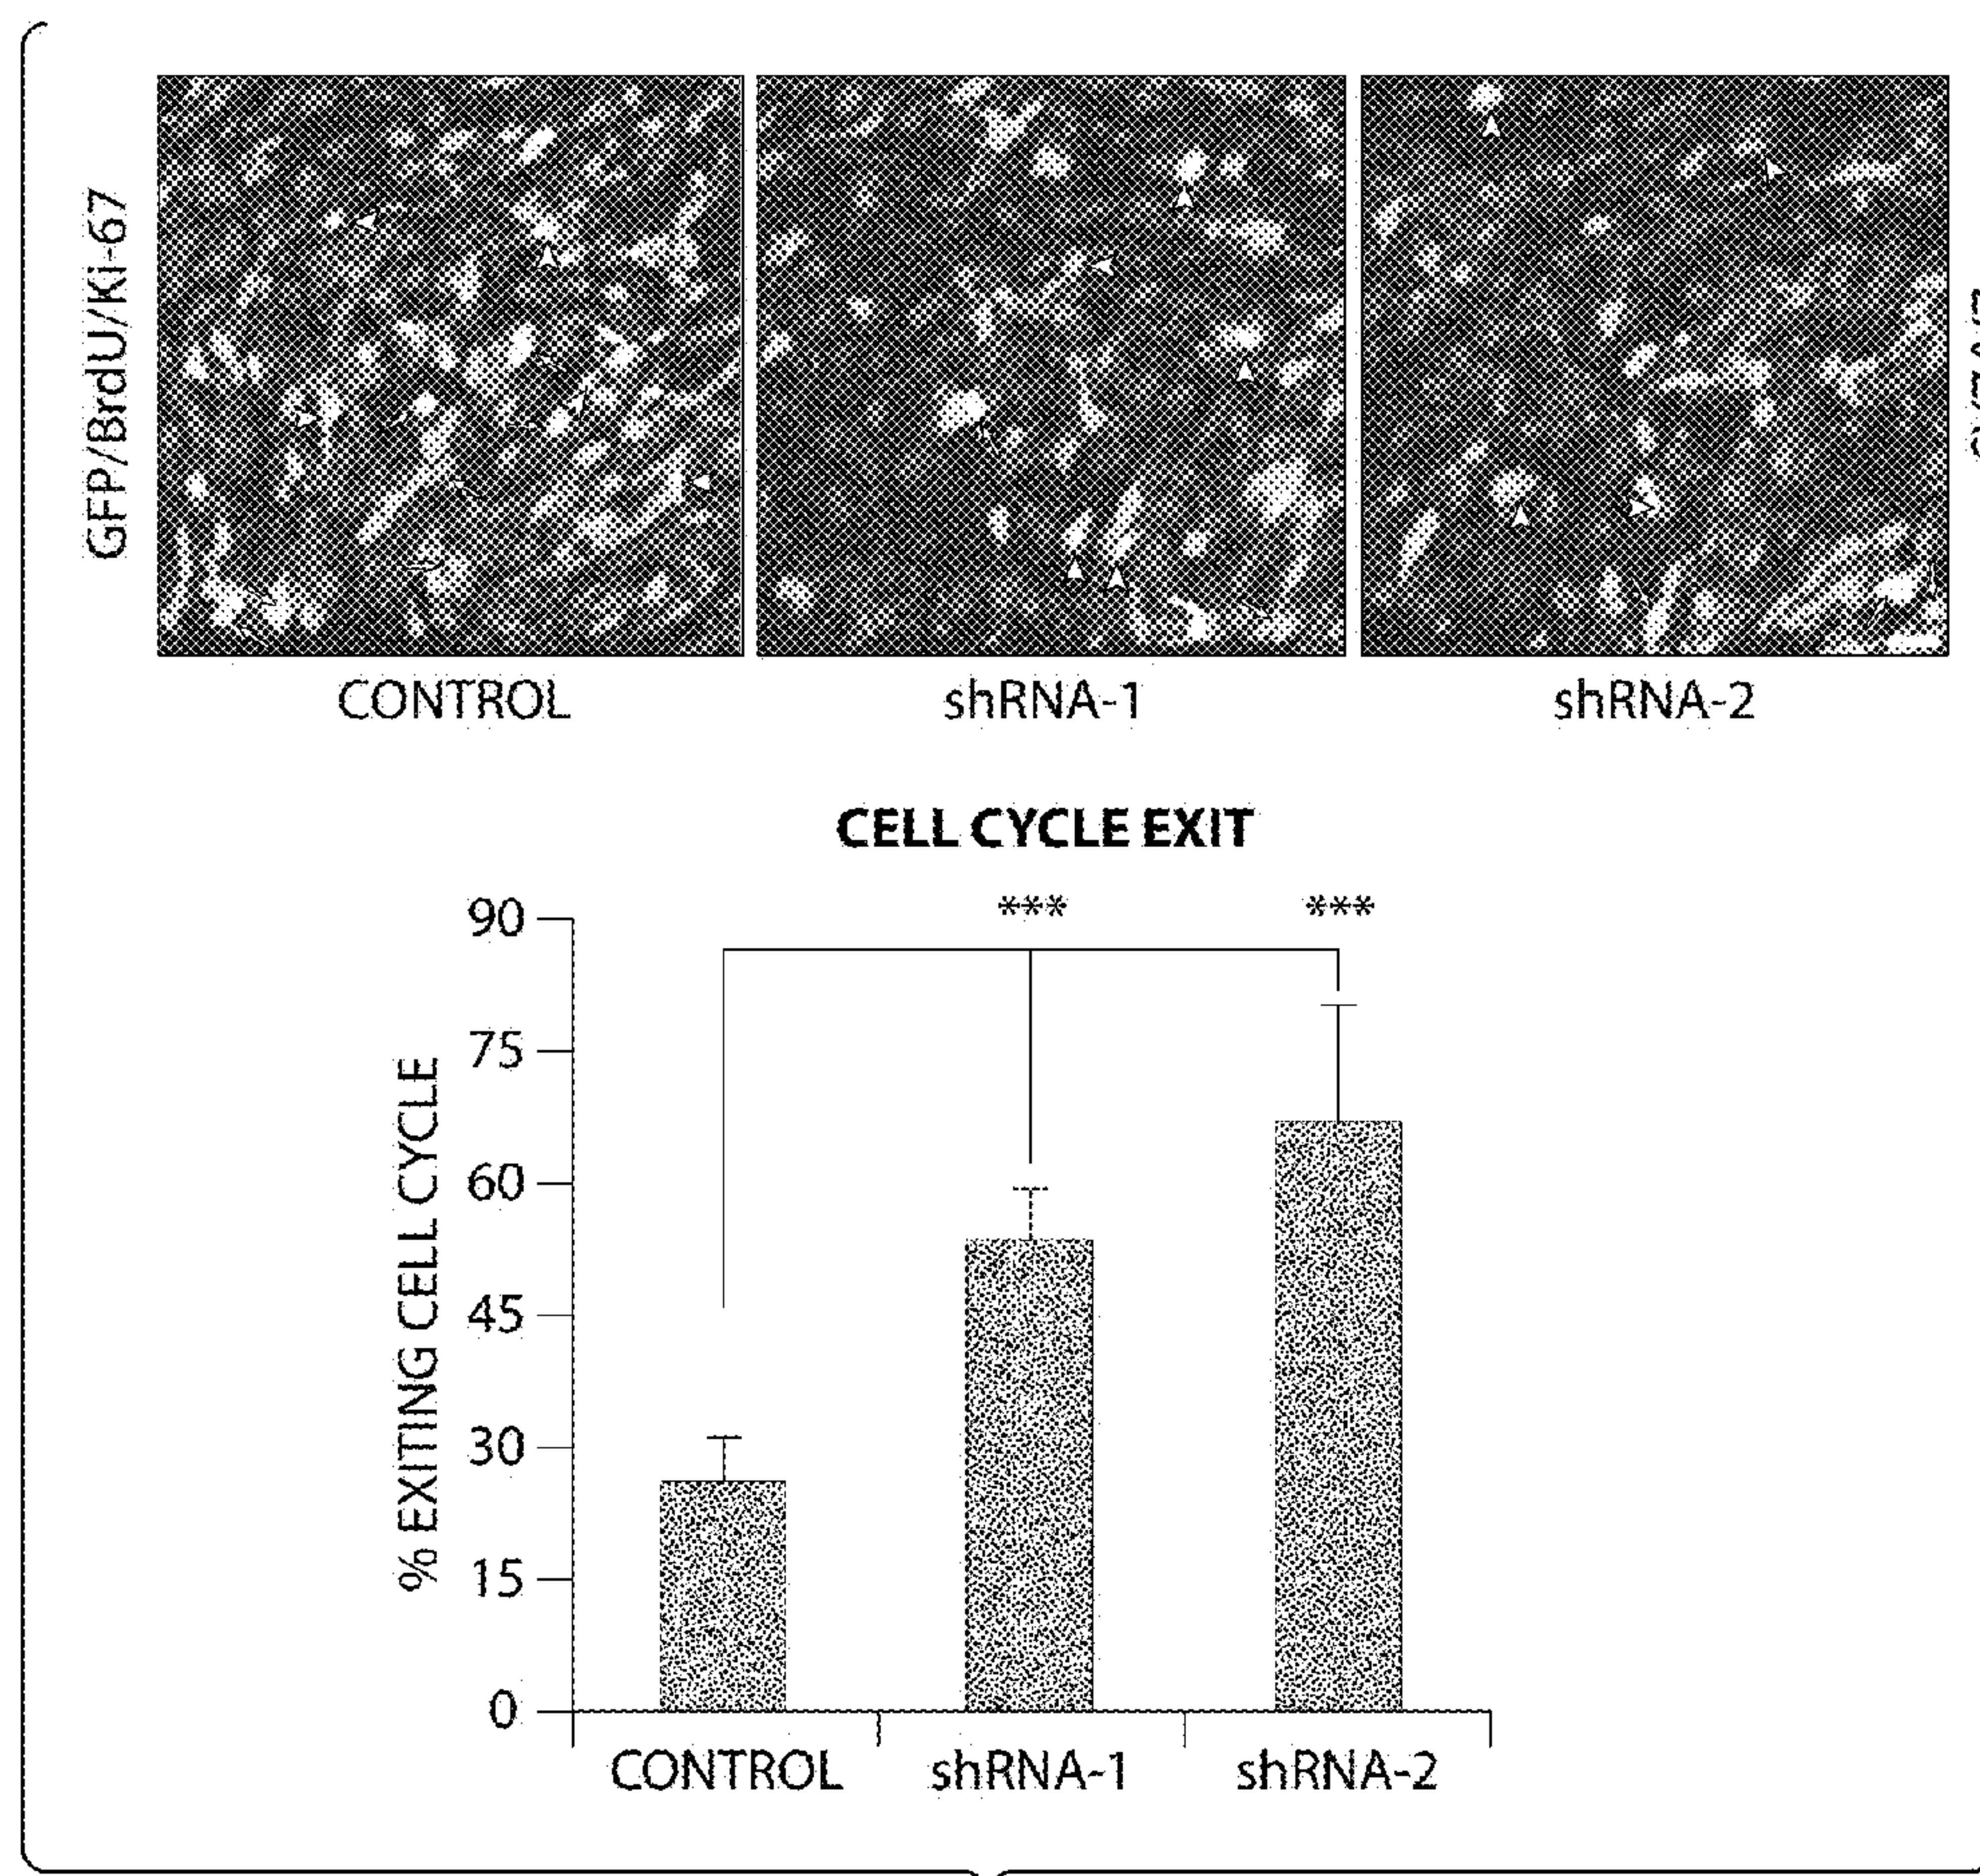 GFP/BrdU/Ki-67
CONTROL
shRNA-1
shRNA-2
CELL CYCLE EXIT
*** ***
% EXITING CELL CYCLE
90
75
60
45
30
15
0
CONTROL
shRNA-1
shRNA-2